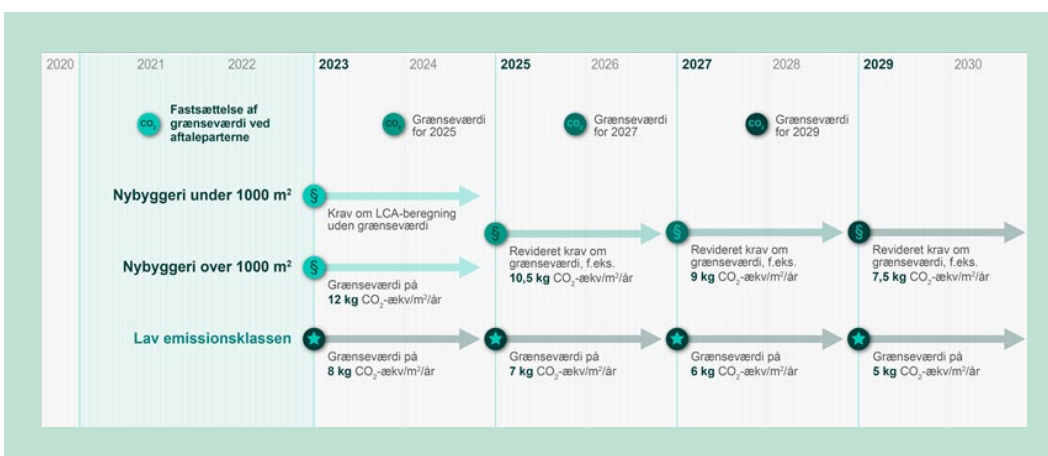 2020 2021 2022 2023 2024 2025 2026 2027 2028 2029 2030
CO₂
Fastsættelse af
grænseværdi ved
aftaleparterne
CO₂
Grænseværdi
for 2025
CO₂
Grænseværdi
for 2027
CO₂
Grænseværdi
for 2029
Nybyggeri under 1000 m²
§
Krav om LCA-beregning
uden grænseværdi
Nybyggeri over 1000 m²
§
Grænseværdi på
12 kg CO₂-ækv/m²/år
§
Revideret krav om
grænseværdi, f.eks.
10,5 kg CO₂-ækv/m²/år
§
Revideret krav om
grænseværdi, f.eks.
9 kg CO₂-ækv/m²/år
§
Revideret krav om
grænseværdi, f.eks.
7,5 kg CO₂-ækv/m²/år
Lav emissionsklassen
Grænseværdi på
8 kg CO₂-ækv/m²/år
Grænseværdi på
7 kg CO₂-ækv/m²/år
Grænseværdi på
6 kg CO₂-ækv/m²/år
Grænseværdi på
5 kg CO₂-ækv/m²/år